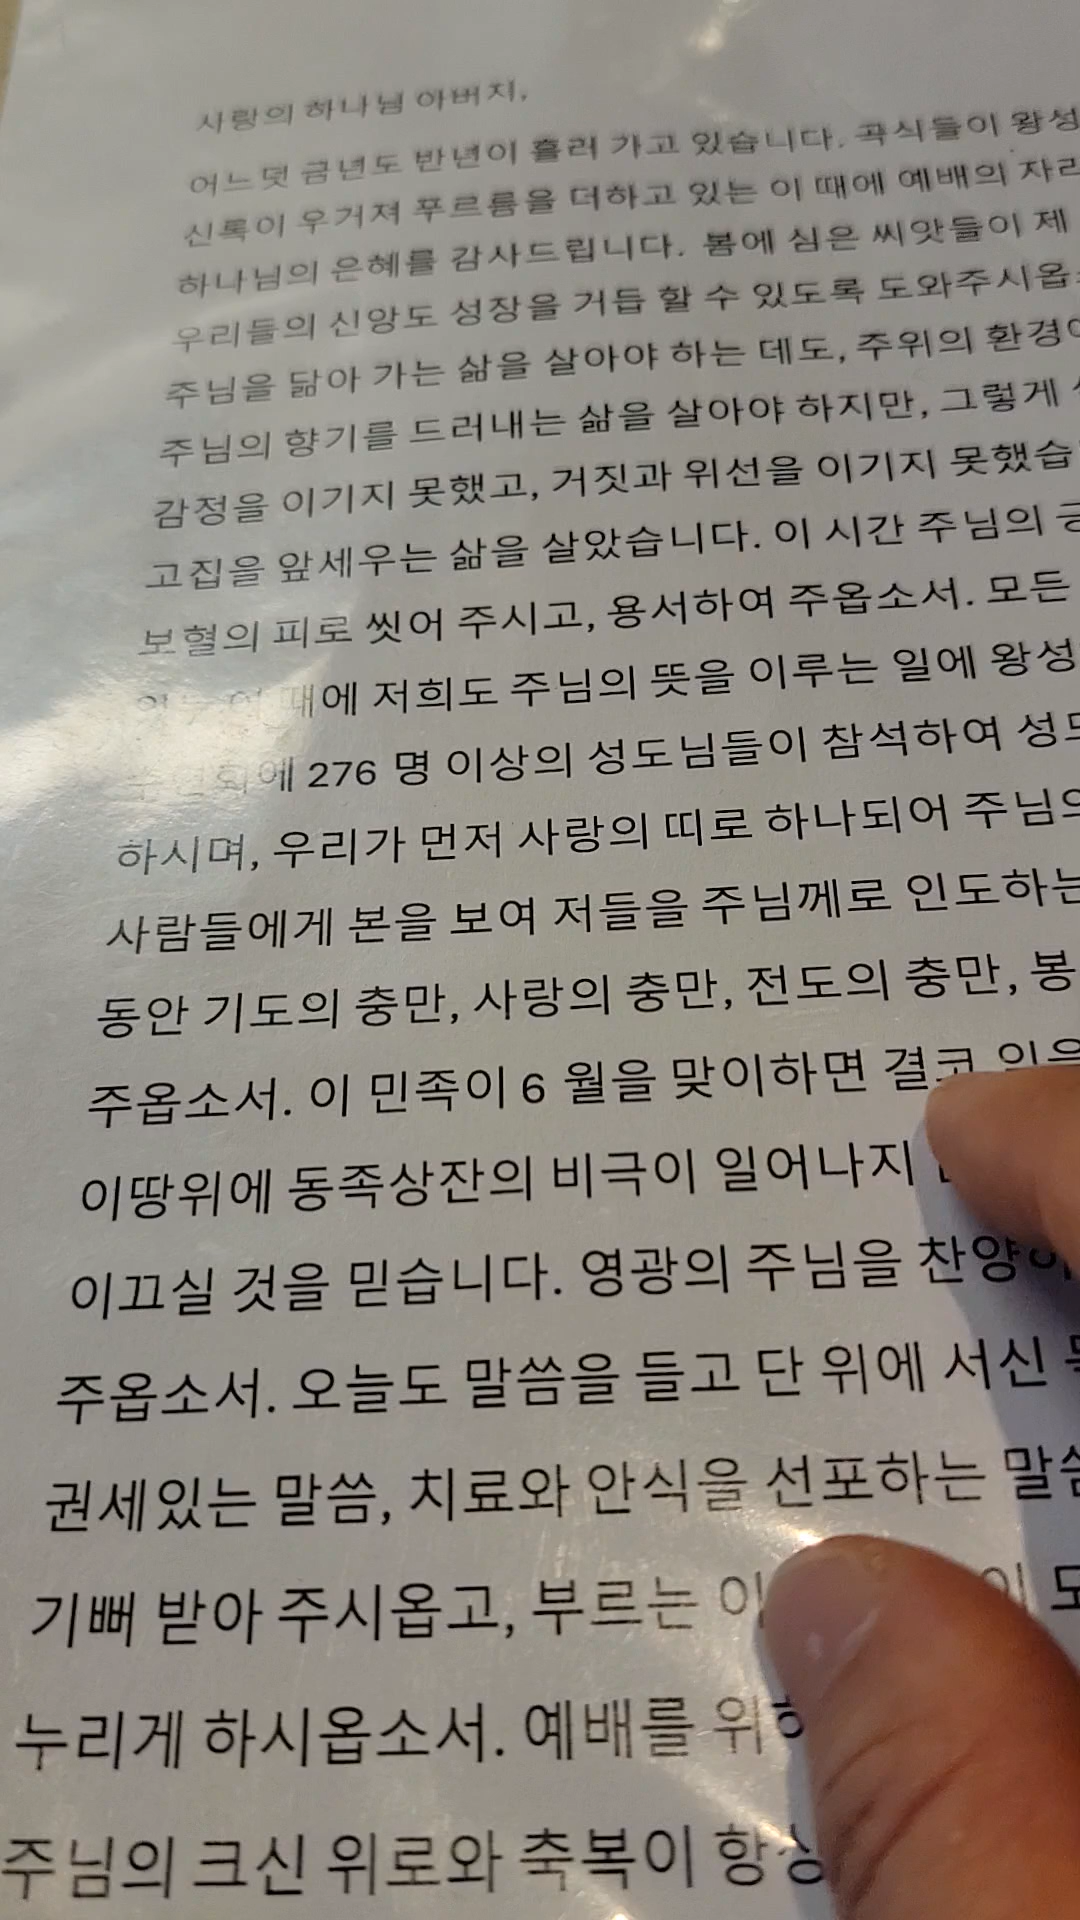 사랑의 하나님 아버지,
어느덧 금년도 반년이 흘러 가고 있습니다. 곡식들이 왕성
신록이 우거져 푸르름을 더하고 있는 이 때에 예배의 자리
하나님의 은혜를 감사드립니다. 봄에 심은 씨앗들이 제
우리들의 신앙도 성장을 거듭 할 수 있도록 도와주시옵
주님을 닮아 가는 삶을 살아야 하는 데도, 주위의 환경
주님의 향기를 드러내는 삶을 살아야 하지만, 그렇게
감정을 이기지 못했고, 거짓과 위선을 이기지 못했습
고집을 앞세우는 삶을 살았습니다. 이 시간 주님의
보혈의 피로 씻어 주시고, 용서하여 주옵소서. 모든
때에 저희도 주님의 뜻을 이루는 일에 왕성
276 명 이상의 성도님들이 참석하여 성도
하시며, 우리가 먼저 사랑의 띠로 하나되어 주님의
사람들에게 본을 보여 저들을 주님께로 인도하는
동안 기도의 충만, 사랑의 충만, 전도의 충만, 봉
주옵소서. 이 민족이 6 월을 맞이하면 결코
이땅위에 동족상잔의 비극이 일어나지
이끄실 것을 믿습니다. 영광의 주님을 찬양
주옵소서. 오늘도 말씀을 들고 단 위에 서신
권세있는 말씀, 치료와 안식을 선포하는 말씀
기뻐 받아 주시옵고, 부르는
누리게 하시옵소서. 예배를
주님의 크신 위로와 축복이 항상